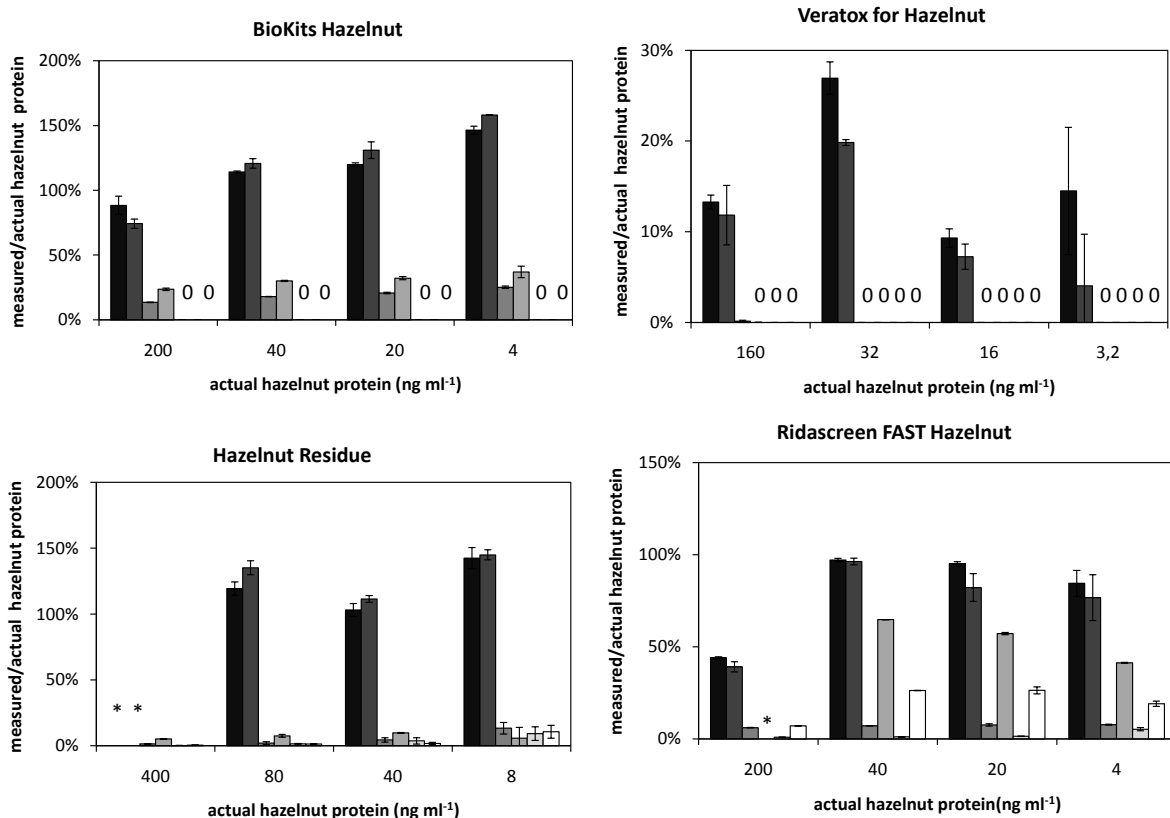 BioKits Hazelnut
measured/actual hazelnut protein
200%
150%
100%
50%
0%
0 0
0 0
0 0
0 0
200
40
20
4
actual hazelnut protein (ng ml⁻¹)
Veratox for Hazelnut
measured/actual hazelnut protein
30%
20%
10%
0%
0 0 0
0 0 0 0
0 0 0 0
0 0 0 0
160
32
16
3,2
actual hazelnut protein (ng ml⁻¹)
Hazelnut Residue
measured/actual hazelnut protein
200%
150%
100%
50%
0%
* *
400
80
40
8
actual hazelnut protein (ng ml⁻¹)
Ridascreen FAST Hazelnut
measured/actual hazelnut protein
150%
100%
50%
0%
*
200
40
20
4
actual hazelnut protein(ng ml⁻¹)